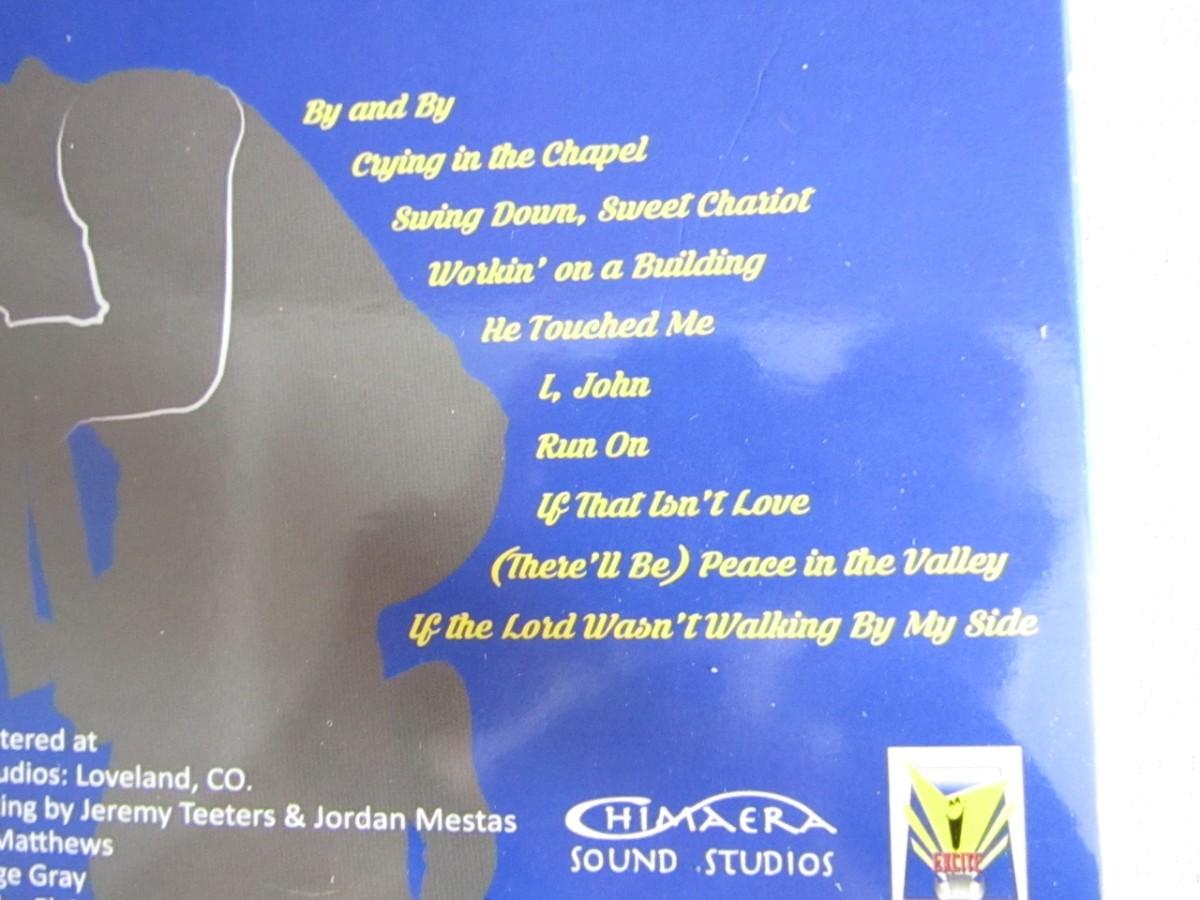 By and By
Crying in the Chapel
Swing Down, Sweet Chariot
Workin' on a Building
He Touched Me
I, John
Run On
If That Isn't Love
(There'll Be) Peace in the Valley
If the Lord Wasn't Walking By My Side
tered at
udios: Loveland, CO.
ing by Jeremy Teeters & Jordan Mestas
Matthews
ge Gray
CHIMAERA
SOUND STUDIOS
EXCITE